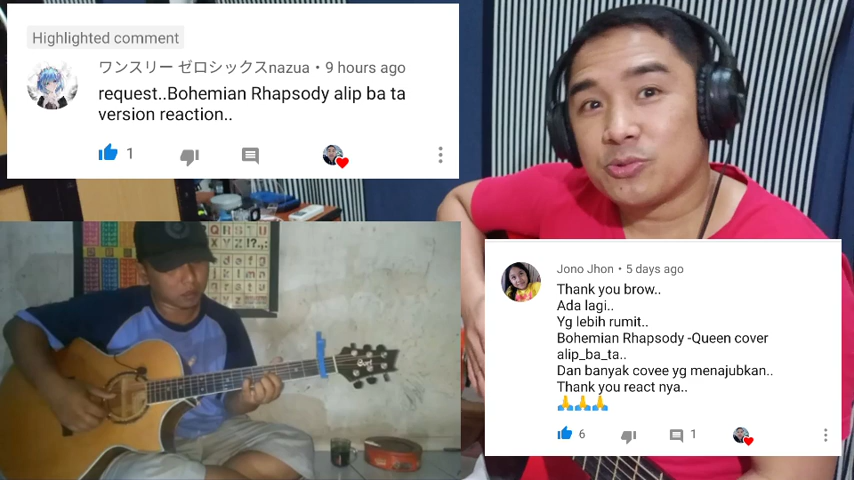 Highlighted comment
ワンスリー ゼロシックスnazua • 9 hours ago
request..Bohemian Rhapsody alip ba ta
version reaction..
1
W X Y Z !?.,:
Cort
Jono Jhon • 5 days ago
Thank you brow..
Ada lagi..
Yg lebih rumit..
Bohemian Rhapsody -Queen cover
alip_ba_ta..
Dan banyak covee yg menajubkan..
Thank you react nya..
🙏🙏🙏
6
1